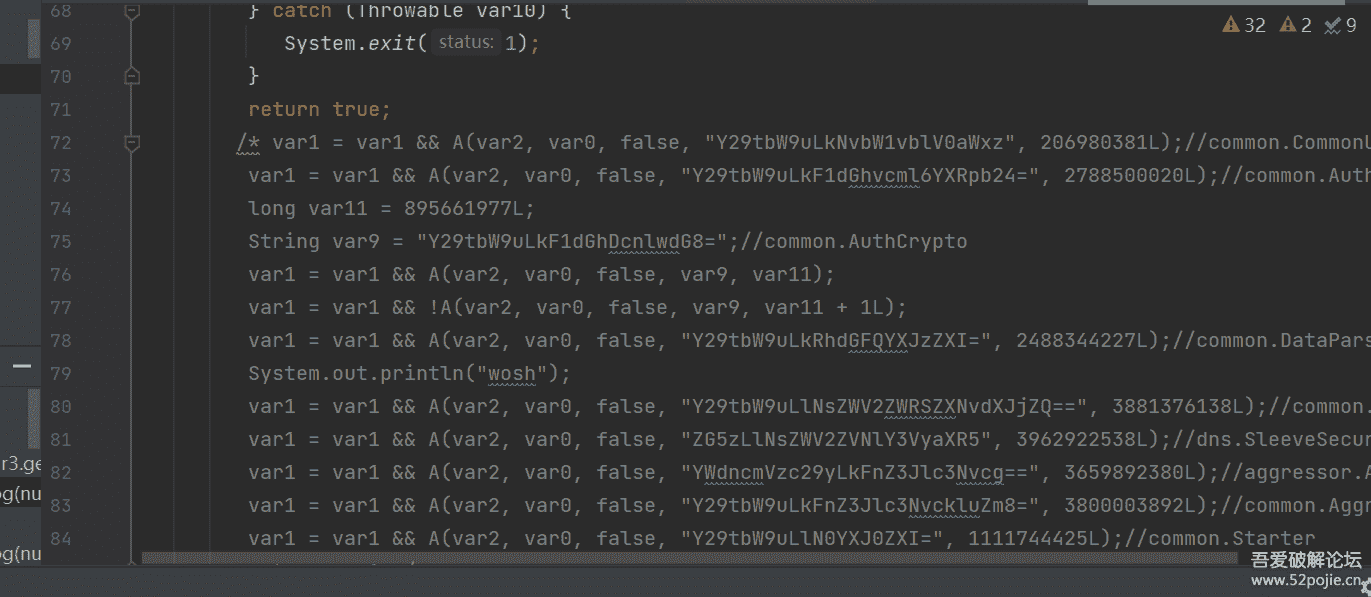 68 } catch (Throwable var10) {
69 System.exit( status: 1);
70 }
71 return true;
72 /* var1 = var1 && A(var2, var0, false, "Y29tbW9uLkNvbW1vblV0aWxz", 206980381L);//common.CommonU
73 var1 = var1 && A(var2, var0, false, "Y29tbW9uLkF1dGhvcml6YXRpb24=", 2788500020L);//common.Auth
74 long var11 = 895661977L;
75 String var9 = "Y29tbW9uLkF1dGhDcnlwdG8=";//common.AuthCrypto
76 var1 = var1 && A(var2, var0, false, var9, var11);
77 var1 = var1 && !A(var2, var0, false, var9, var11 + 1L);
78 var1 = var1 && A(var2, var0, false, "Y29tbW9uLkRhdGFQYXJzZXI=", 2488344227L);//common.DataPars
79 System.out.println("wosh");
80 var1 = var1 && A(var2, var0, false, "Y29tbW9uLlNsZWV2ZWRSZXNvdXJjZQ==", 3881376138L);//common.
81 var1 = var1 && A(var2, var0, false, "ZG5zLlNsZWV2ZVNlY3VyaXR5", 3962922538L);//dns.SleeveSecur
82 var1 = var1 && A(var2, var0, false, "YWdncmVzc29yLkFnZ3Jlc3Nvcg==", 3659892380L);//aggressor.A
83 var1 = var1 && A(var2, var0, false, "Y29tbW9uLkFnZ3Jlc3NvckluZm8=", 3800003892L);//common.Aggr
84 var1 = var1 && A(var2, var0, false, "Y29tbW9uLlN0YXJ0ZXI=", 1111744425L);//common.Starter
32 2 9
r3.ge
og(nu
og(nu
吾爱破解论坛
www.52pojie.cn